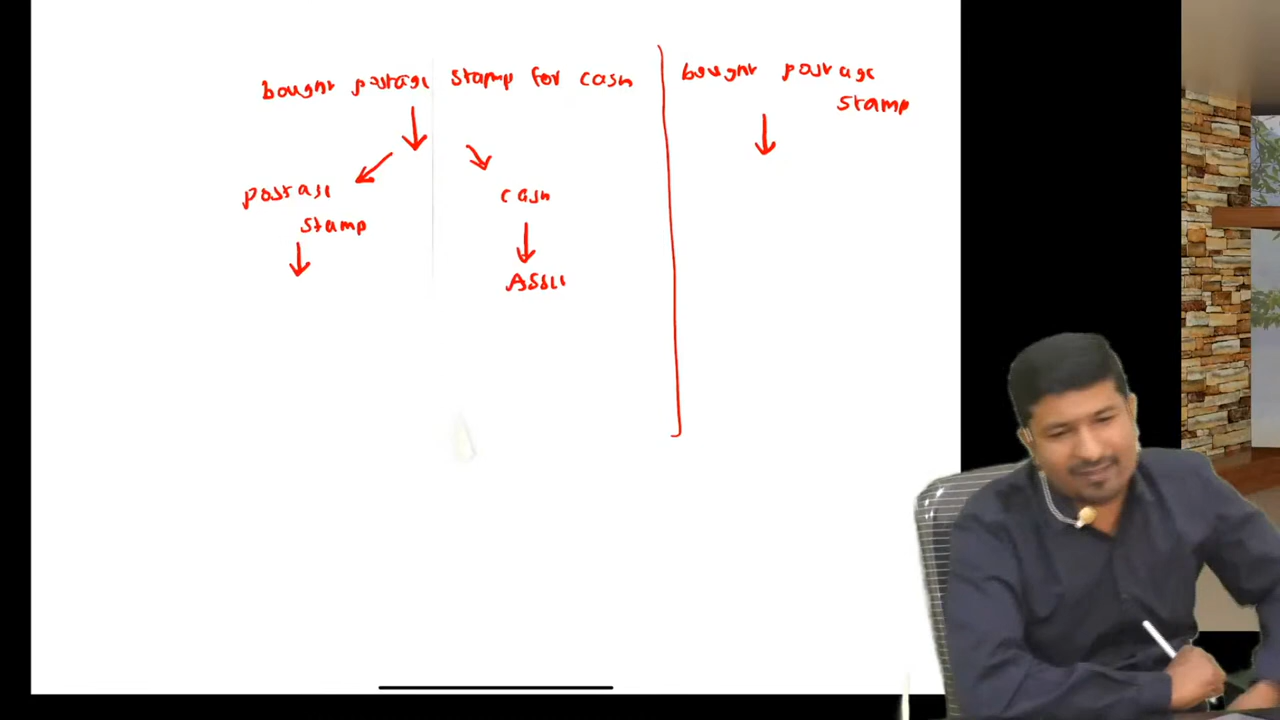 bought postage stamp for cash
bought postage
stamp
postage
stamp
cash
Asset